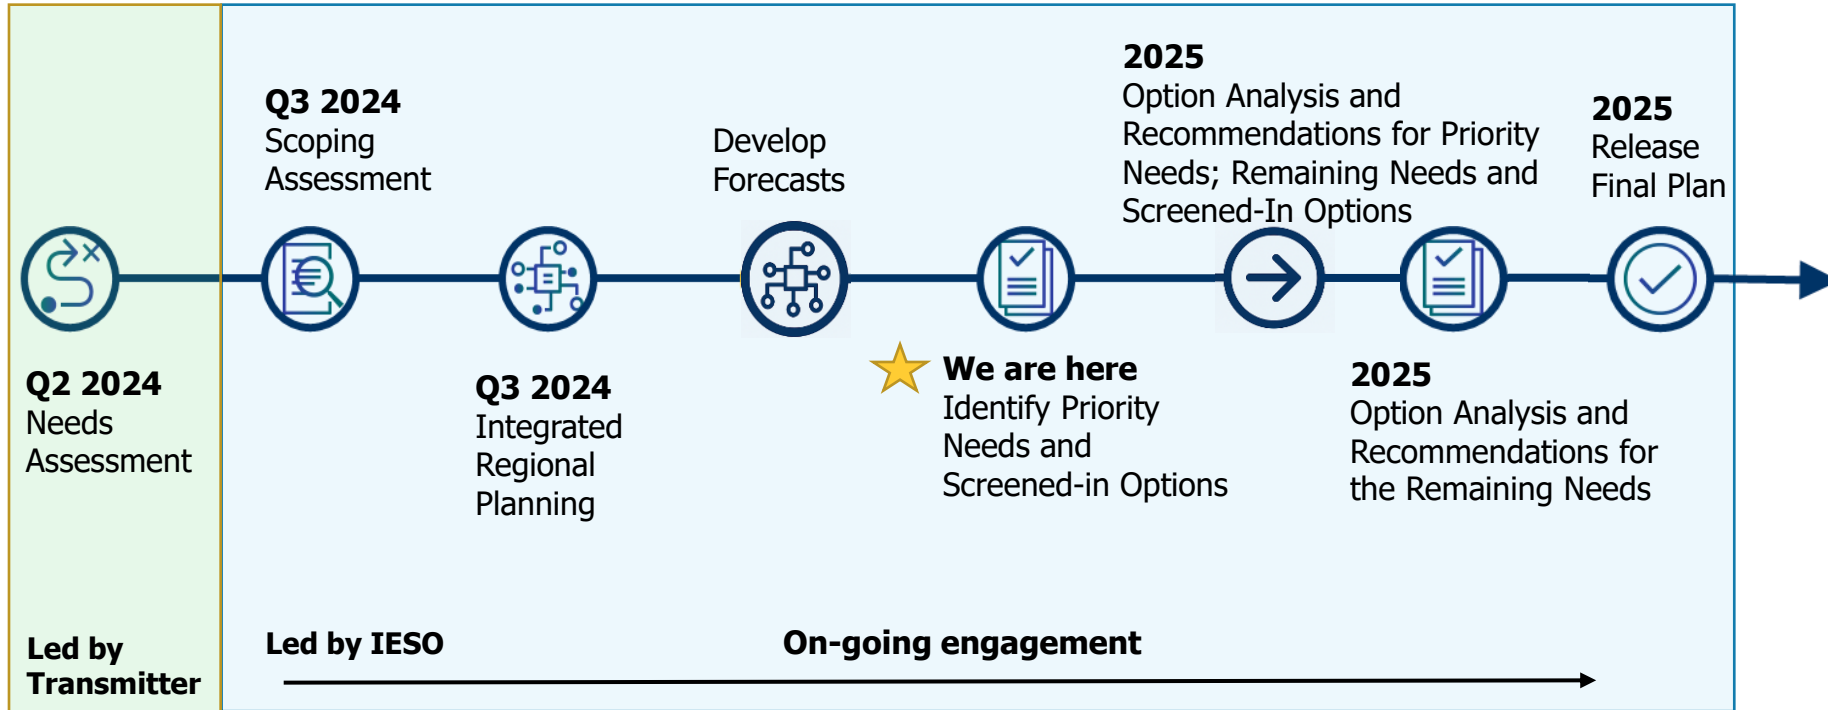 Q2 2024
Needs
Assessment
Q3 2024
Scoping
Assessment
Q3 2024
Integrated
Regional
Planning
Develop
Forecasts
We are here
Identify Priority
Needs and
Screened-in Options
2025
Option Analysis and
Recommendations for Priority
Needs; Remaining Needs and
Screened-In Options
2025
Option Analysis and
Recommendations for
the Remaining Needs
2025
Release
Final Plan
Led by
Transmitter
Led by IESO
On-going engagement